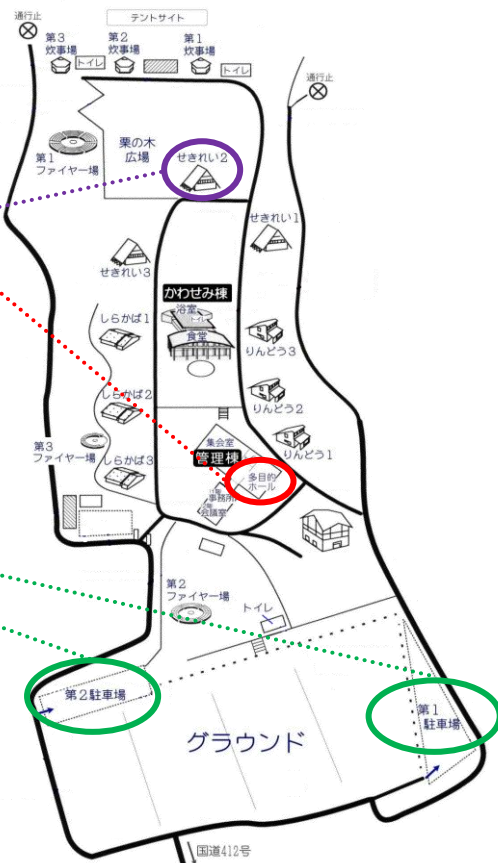 通行止
テントサイト
第3
炊事場
トイレ
第2
炊事場
第1
炊事場
トイレ
通行止
第1
ファイヤー場
栗の木
広場
せきれい2
せきれい1
せきれい3
かわせみ棟
浴室
トイレ
食堂
しらかば1
りんどう3
しらかば2
りんどう2
第3
ファイヤー場
集会室
りんどう1
しらかば3
管理棟
多目的
ホール
事務所
会議室
第2
ファイヤー場
トイレ
第2駐車場
第1
駐車場
グラウンド
国道412号